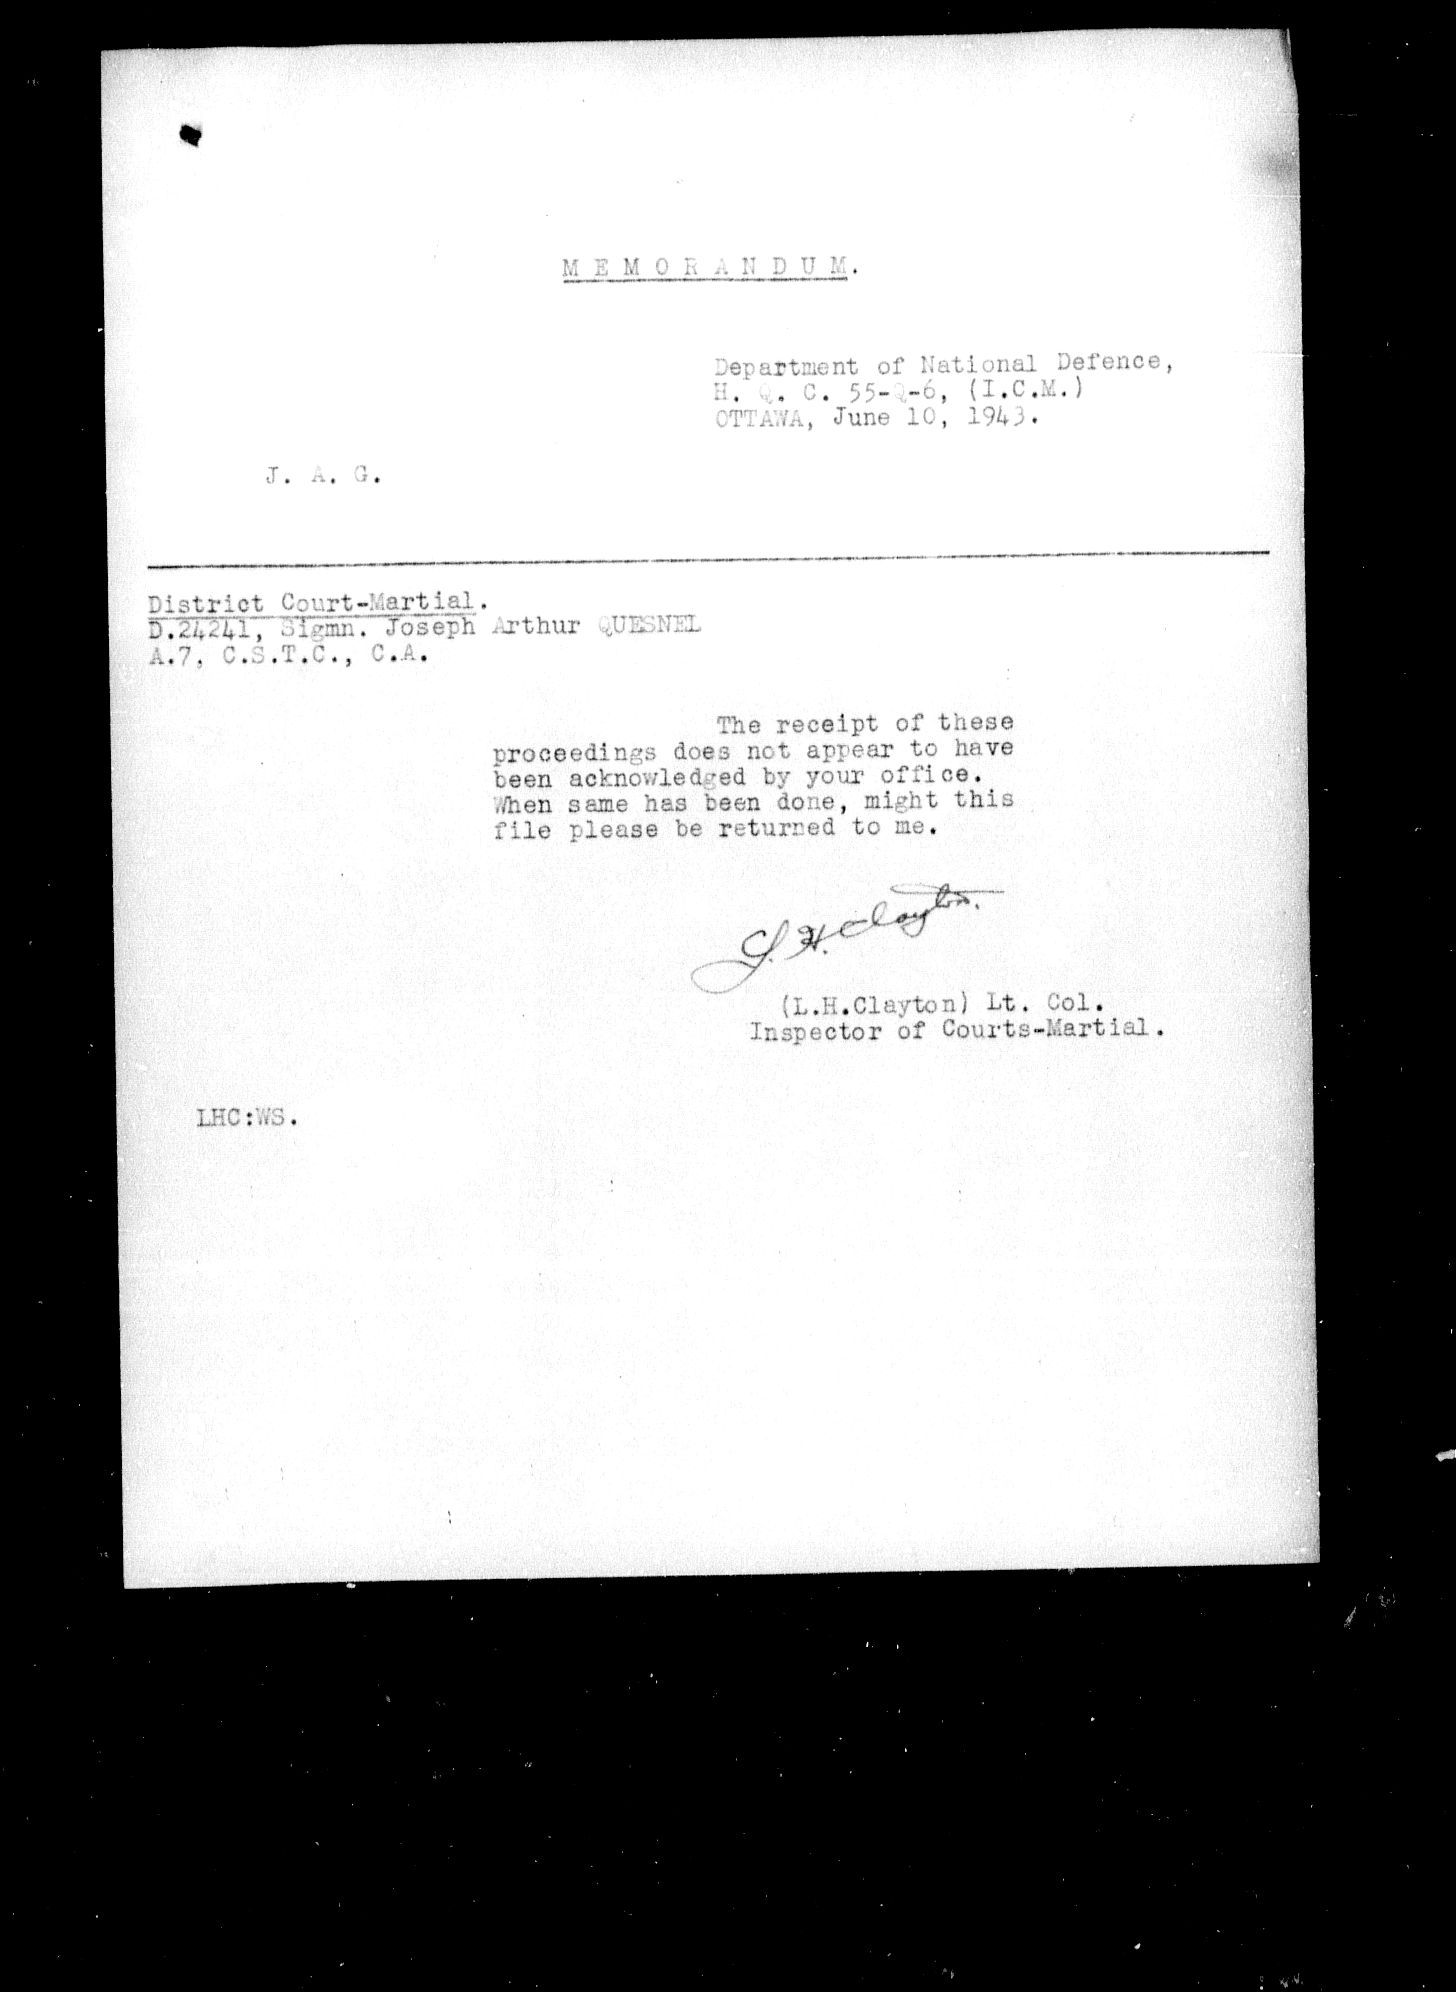 M E M O R A N D U M.
Department of National Defence,
H. Q. C. 55-Q-6, (I.C.M.)
OTTAWA, June 10, 1943.
J. A. G.
District Court-Martial.
D.24241, Sigmn. Joseph Arthur QUESNEL
A.7, C.S.T.C., C.A.
The receipt of these
proceedings does not appear to have
been acknowledged by your office.
When same has been done, might this
file please be returned to me.
L. H. Clayton.
(L.H.Clayton) Lt. Col.
Inspector of Courts-Martial.
LHC:WS.